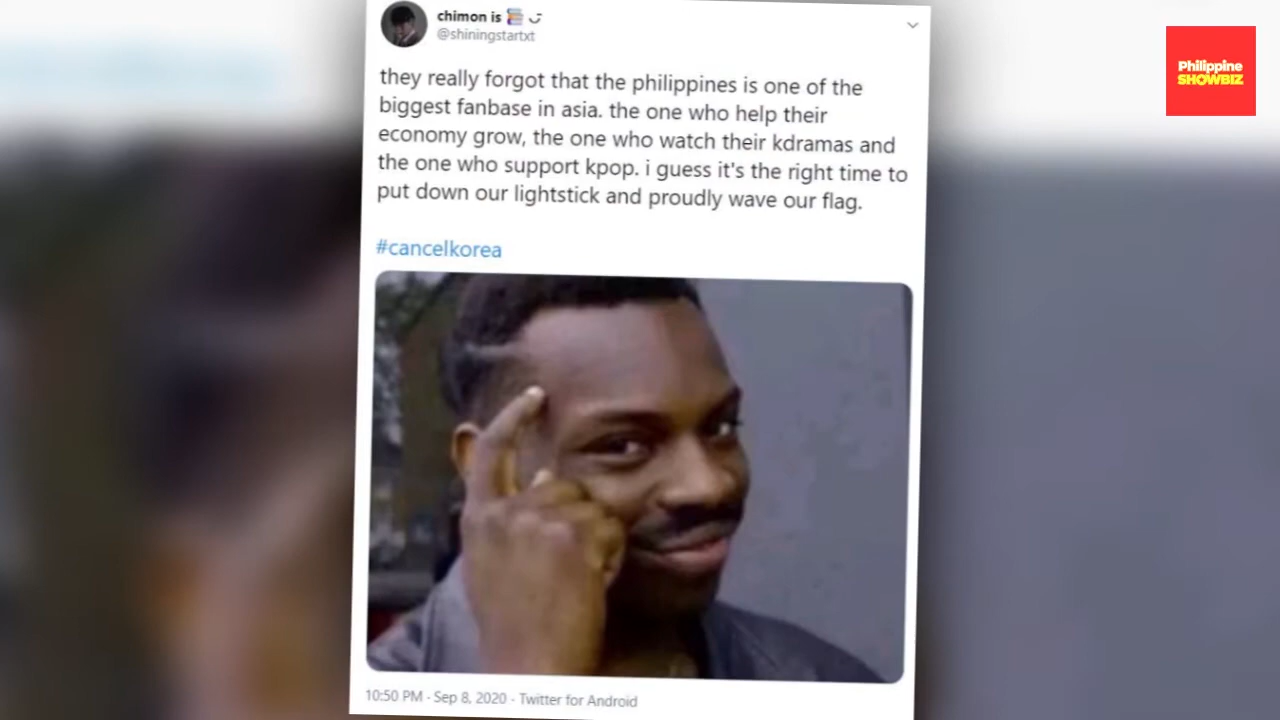 chimon is
@shiningstartxt
Philippine
SHOWBIZ
they really forgot that the philippines is one of the
biggest fanbase in asia. the one who help their
economy grow, the one who watch their kdramas and
the one who support kpop. i guess it's the right time to
put down our lightstick and proudly wave our flag.
#cancelkorea
10:50 PM - Sep 8, 2020 - Twitter for Android